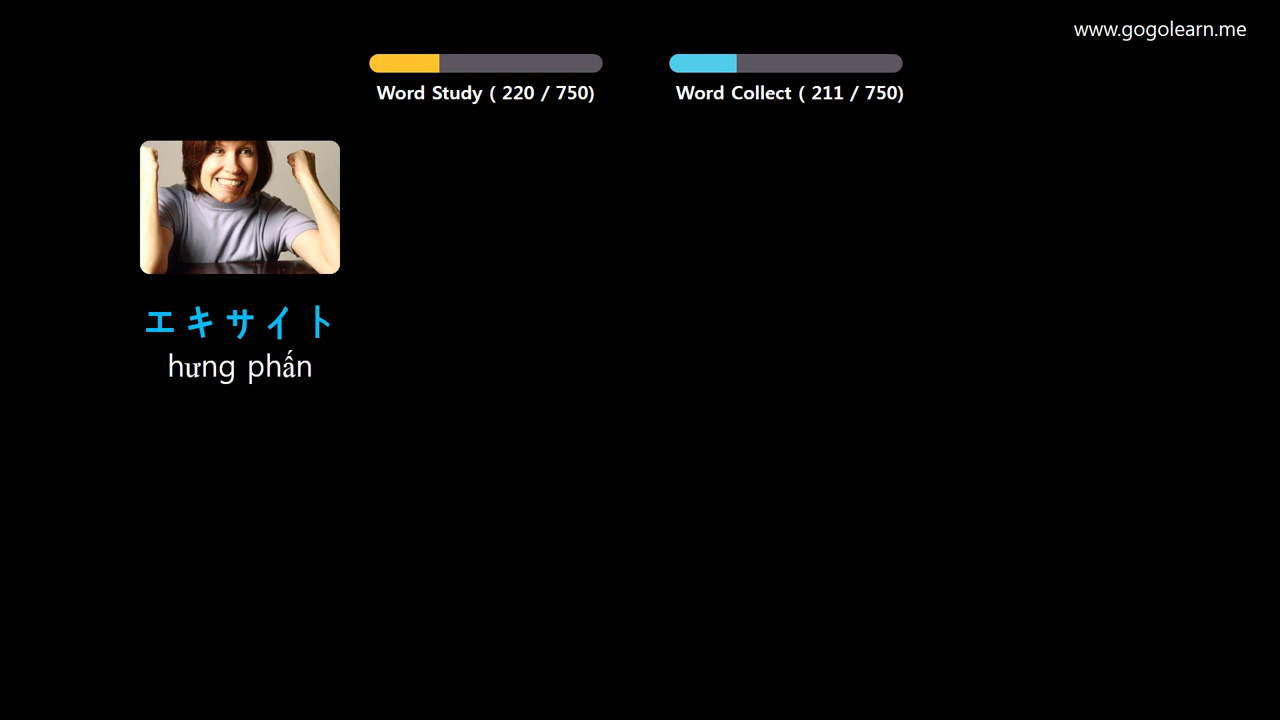 www.gogolearn.me
Word Study ( 220 / 750)
Word Collect ( 211 / 750)
エキサイト
hưng phấn